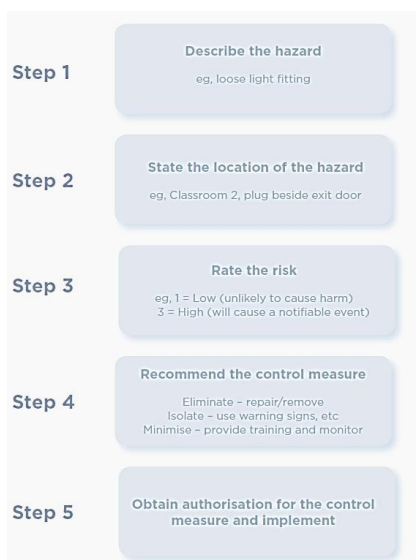 Step 1
Describe the hazard
eg, loose light fitting
Step 2
State the location of the hazard
eg, Classroom 2, plug beside exit door
Step 3
Rate the risk
eg, 1 = Low (unlikely to cause harm)
3 = High (will cause a notifiable event)
Step 4
Recommend the control measure
Eliminate – repair/remove
Isolate – use warning signs, etc
Minimise – provide training and monitor
Step 5
Obtain authorisation for the control
measure and implement